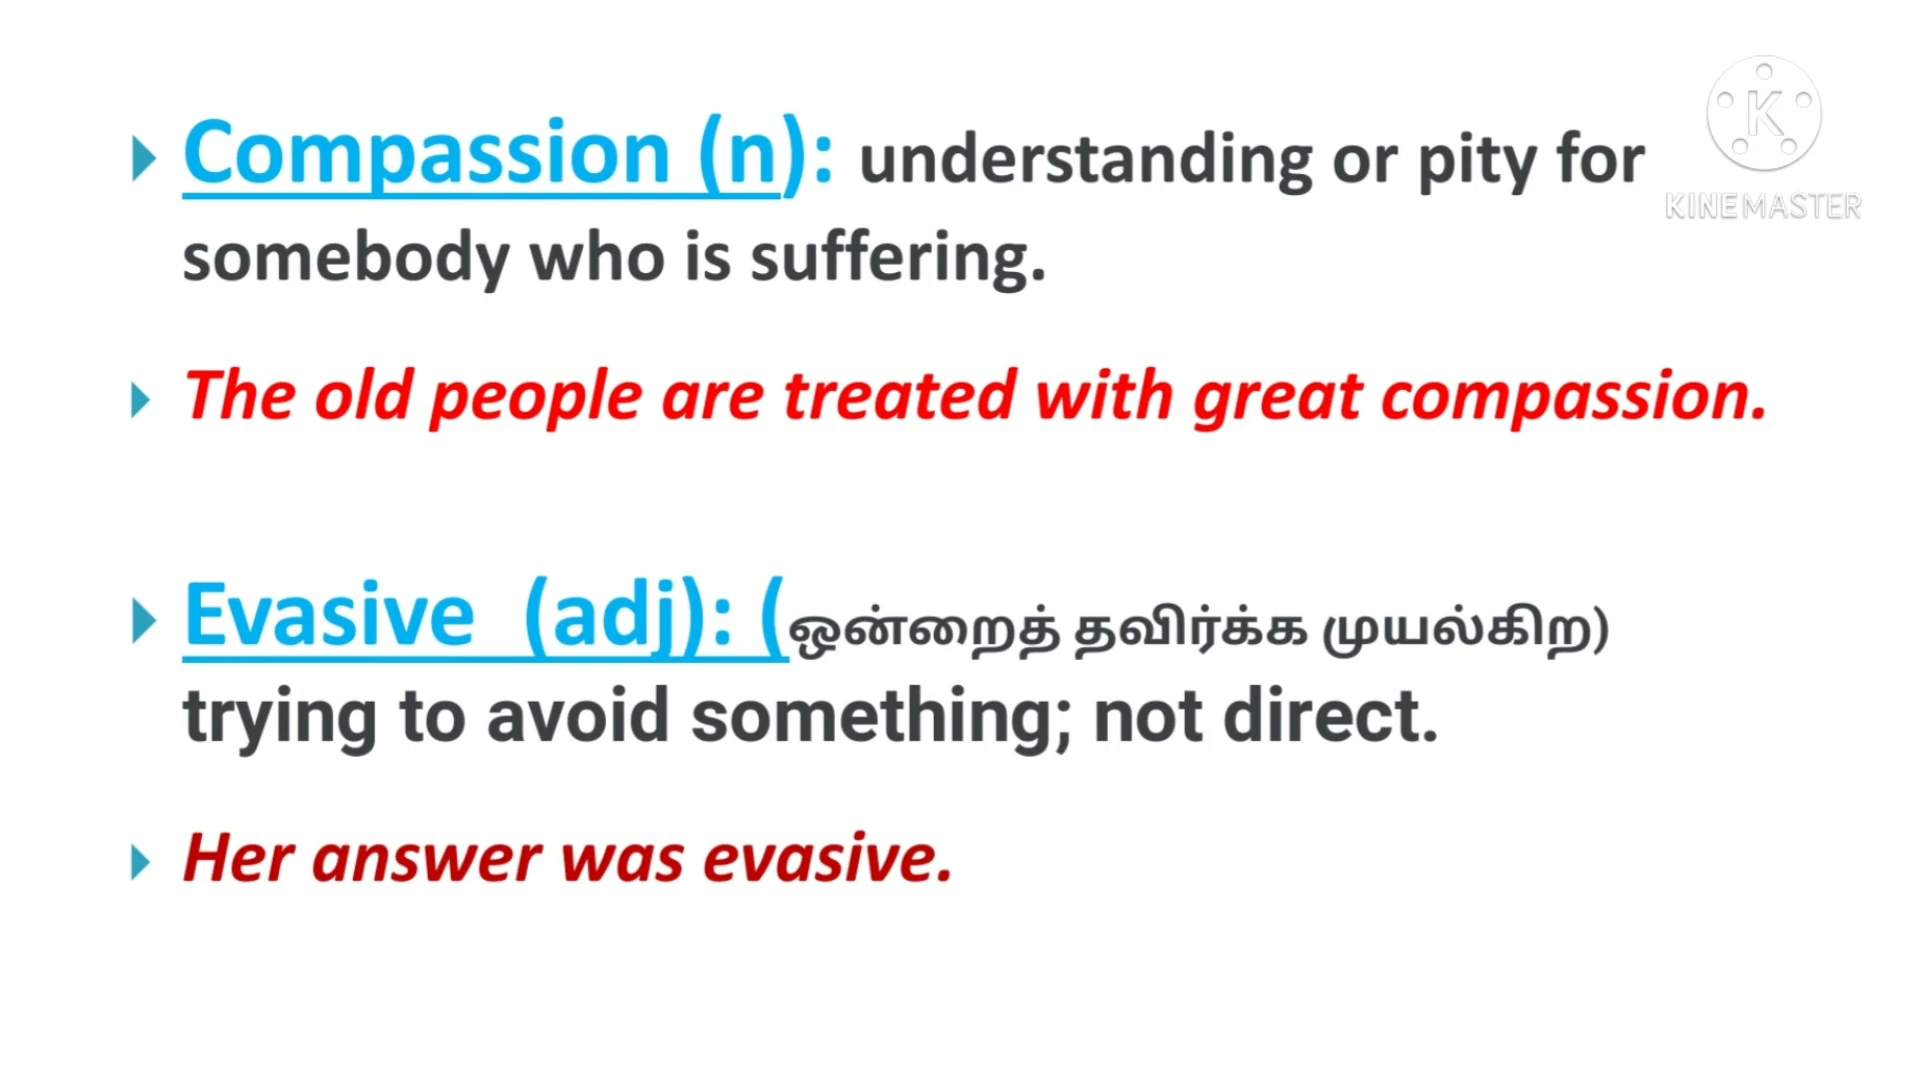 Compassion (n): understanding or pity for
somebody who is suffering.
The old people are treated with great compassion.
Evasive (adj): (ஒன்றைத் தவிர்க்க முயல்கிற)
trying to avoid something; not direct.
Her answer was evasive.
K
KINEMASTER